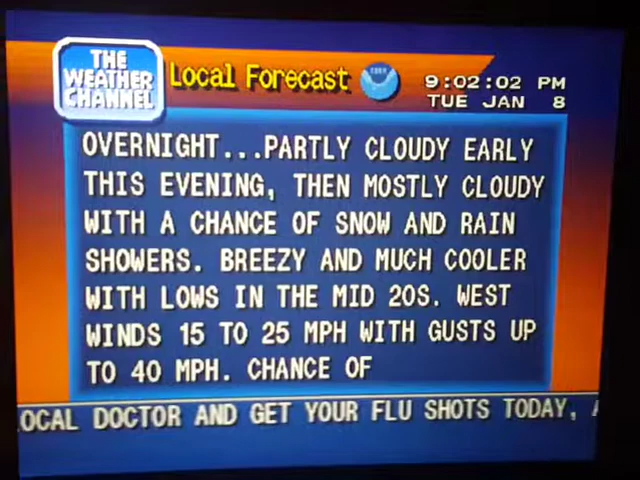 THE
WEATHER
CHANNEL
Local Forecast
9:02:02 PM
TUE JAN 8
OVERNIGHT...PARTLY CLOUDY EARLY
THIS EVENING, THEN MOSTLY CLOUDY
WITH A CHANCE OF SNOW AND RAIN
SHOWERS. BREEZY AND MUCH COOLER
WITH LOWS IN THE MID 20S. WEST
WINDS 15 TO 25 MPH WITH GUSTS UP
TO 40 MPH. CHANCE OF
OCAL DOCTOR AND GET YOUR FLU SHOTS TODAY,